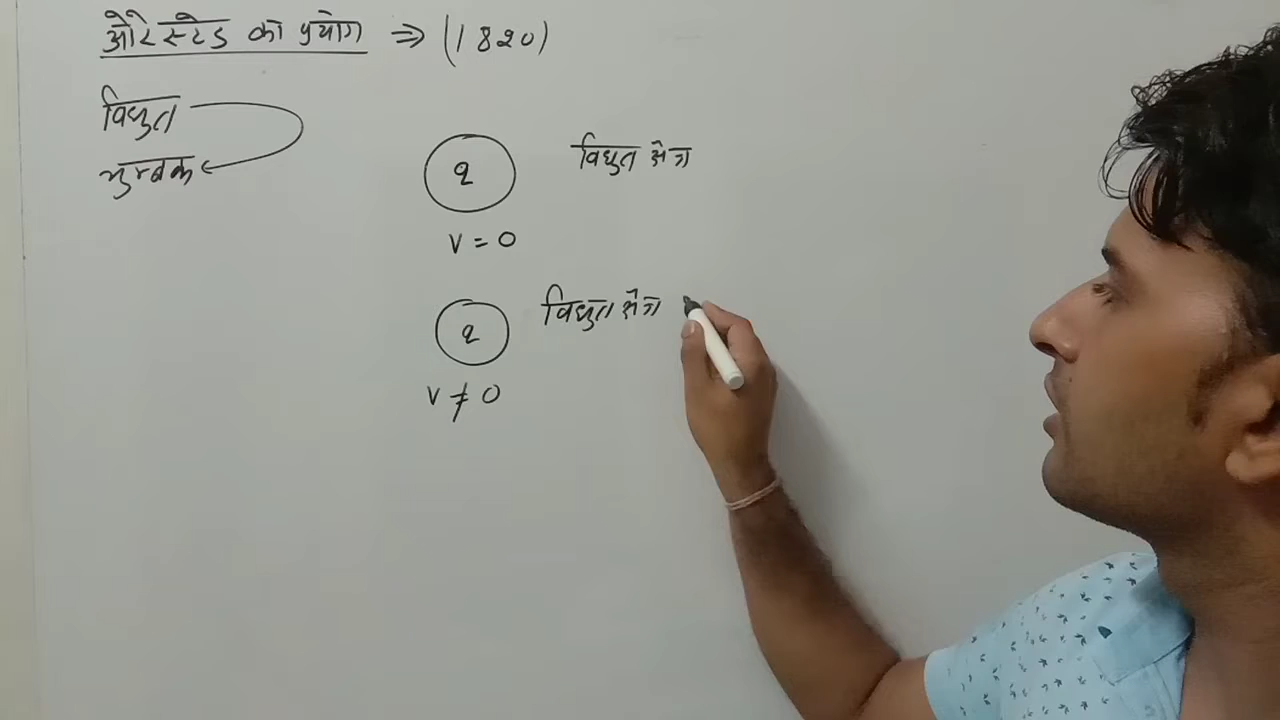 ओरेस्टेड का प्रयोग ⇒ (1820)
विद्युत
चुम्बक
q विद्युत क्षेत्र
v = 0
q विद्युत क्षेत्र
v ≠ 0